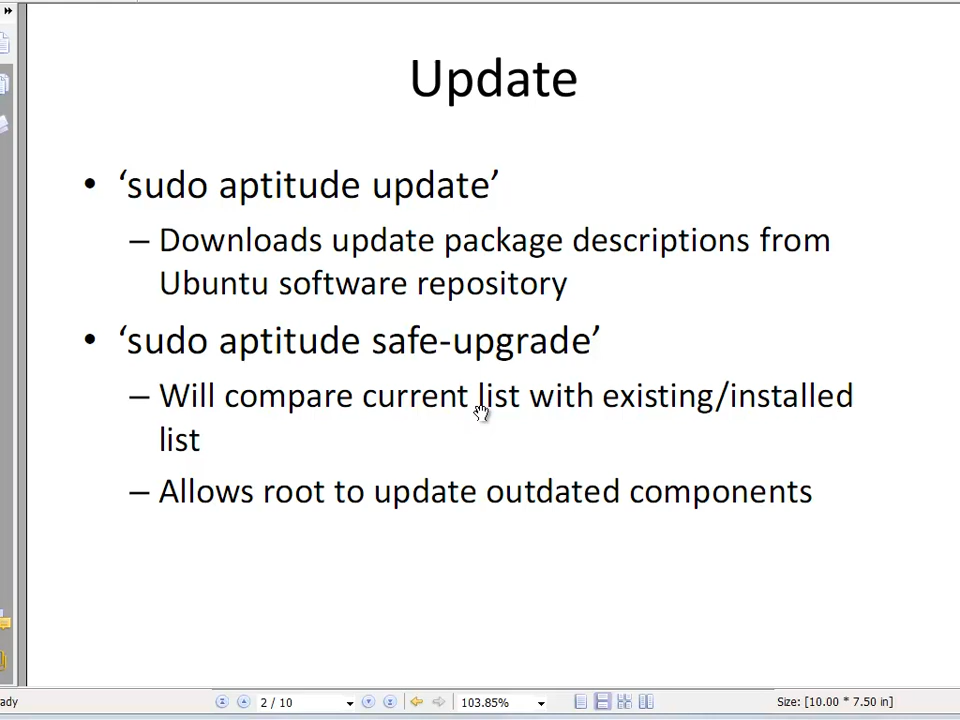 Update
• ‘sudo aptitude update’
– Downloads update package descriptions from
Ubuntu software repository
• ‘sudo aptitude safe-upgrade’
– Will compare current list with existing/installed
list
– Allows root to update outdated components
ady
2 / 10
103.85%
Size: [10.00 * 7.50 in]